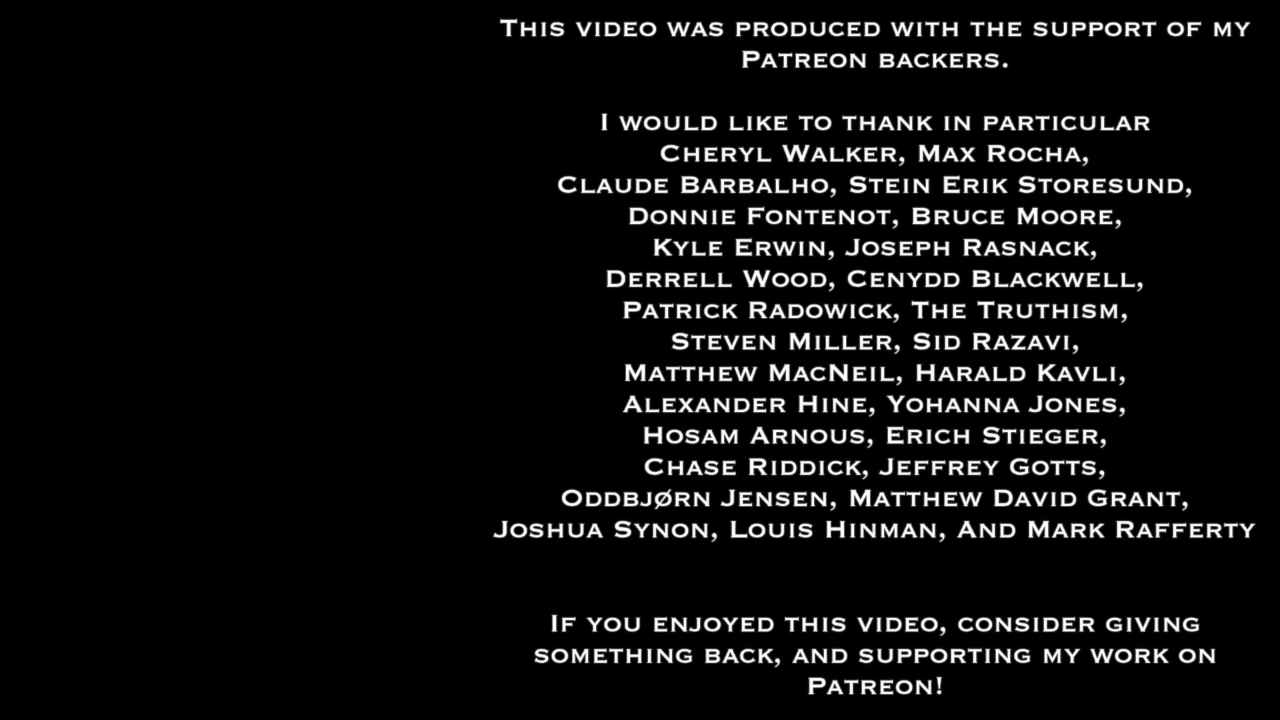 This video was produced with the support of my
Patreon backers.
I would like to thank in particular
Cheryl Walker, Max Rocha,
Claude Barbalho, Stein Erik Storesund,
Donnie Fontenot, Bruce Moore,
Kyle Erwin, Joseph Rasnack,
Derrell Wood, Cenydd Blackwell,
Patrick Radowick, The Truthism,
Steven Miller, Sid Razavi,
Matthew MacNeil, Harald Kavli,
Alexander Hine, Yohanna Jones,
Hosam Arnous, Erich Stieger,
Chase Riddick, Jeffrey Gotts,
Oddbjørn Jensen, Matthew David Grant,
Joshua Synon, Louis Hinman, And Mark Rafferty
If you enjoyed this video, consider giving
something back, and supporting my work on
Patreon!